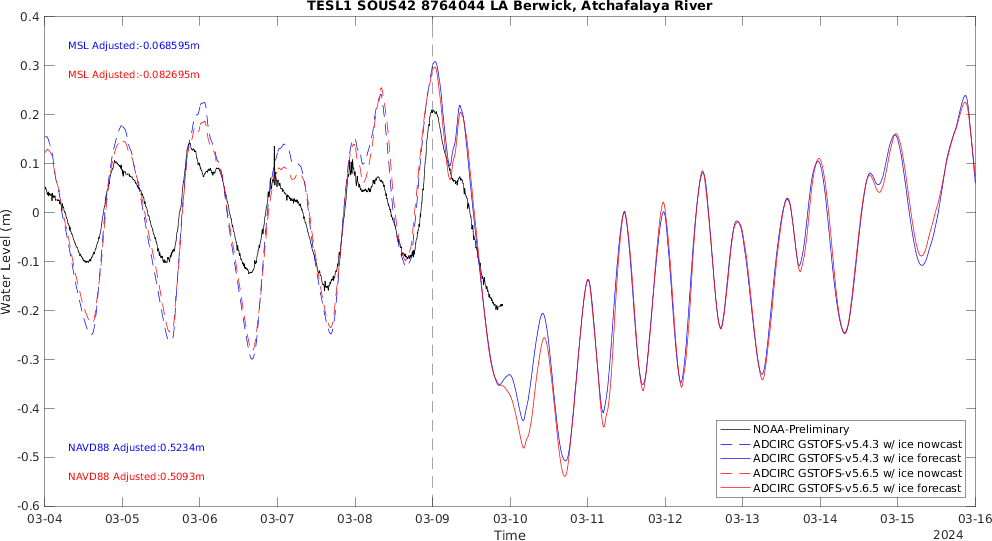 TESL1 SOUS42 8764044 LA Berwick, Atchafalaya River
0.4
0.3
0.2
0.1
0
-0.1
-0.2
-0.3
-0.4
-0.5
-0.6
Water Level (m)
MSL Adjusted:-0.068595m
MSL Adjusted:-0.082695m
NAVD88 Adjusted:0.5234m
NAVD88 Adjusted:0.5093m
NOAA-Preliminary
ADCIRC GSTOFS-v5.4.3 w/ ice nowcast
ADCIRC GSTOFS-v5.4.3 w/ ice forecast
ADCIRC GSTOFS-v5.6.5 w/ ice nowcast
ADCIRC GSTOFS-v5.6.5 w/ ice forecast
03-04 03-05 03-06 03-07 03-08 03-09 03-10 03-11 03-12 03-13 03-14 03-15 03-16
Time
2024